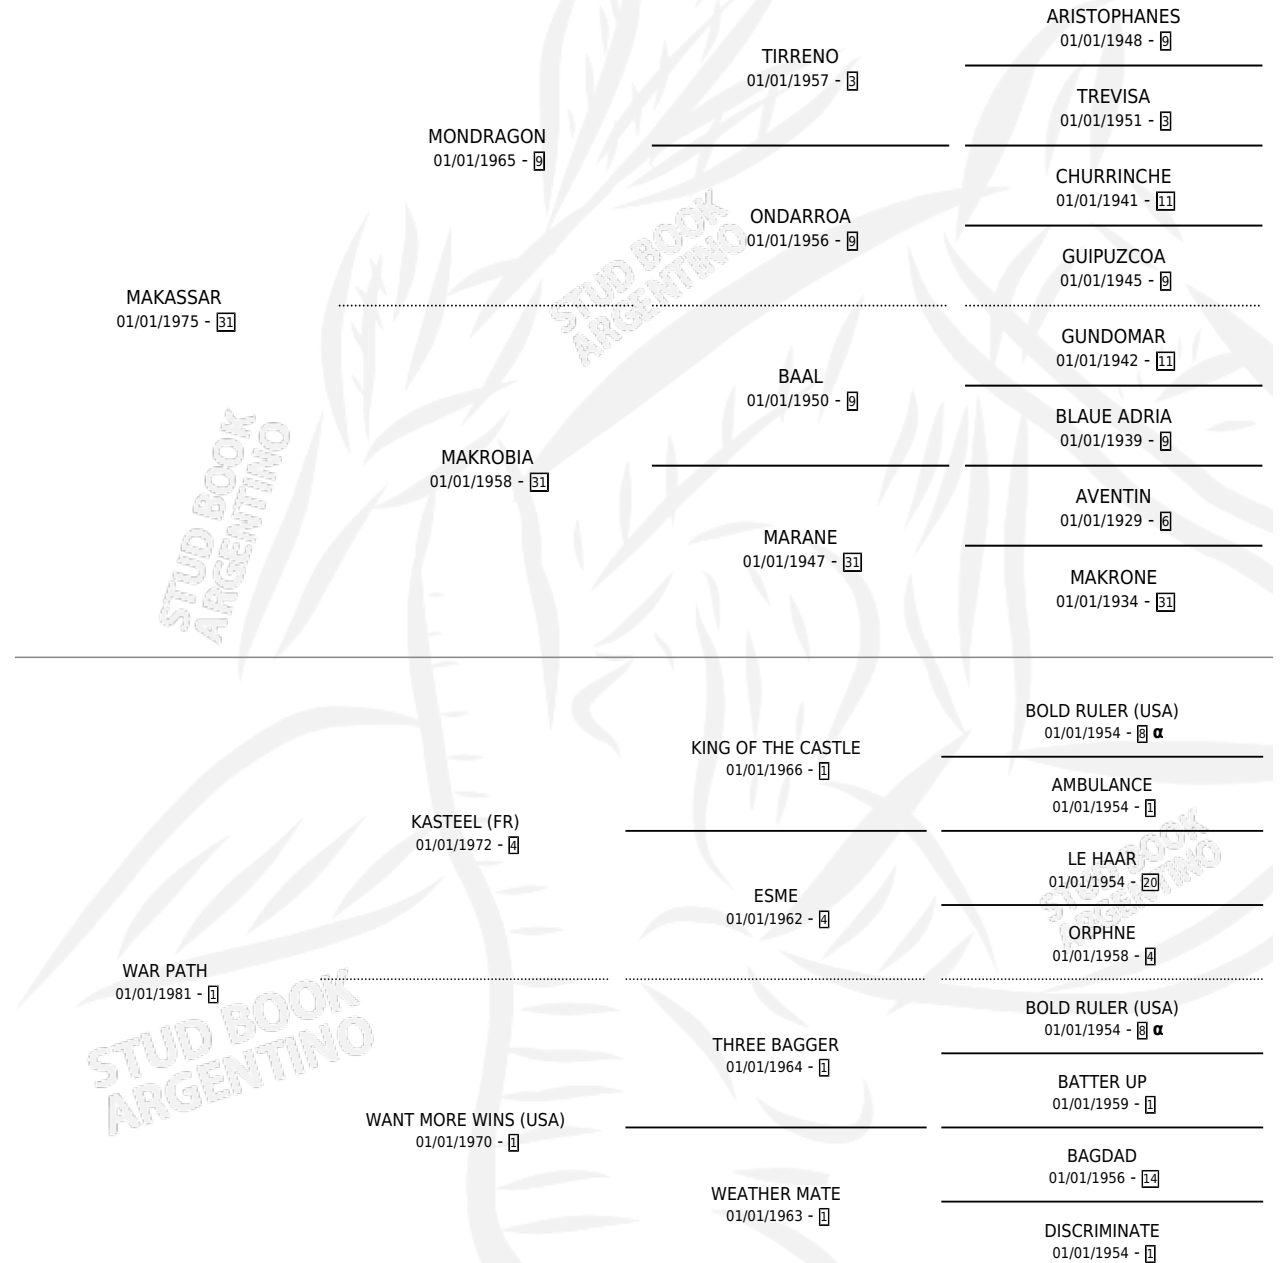 ARISTOPHANES
01/01/1948 - 9
TIRRENO
01/01/1957 - 3
TREVISA
01/01/1951 - 3
MONDRAGON
01/01/1965 - 9
CHURRINCHE
01/01/1941 - 11
ONDARROA
01/01/1956 - 9
GUIPUZCOA
01/01/1945 - 9
MAKASSAR
01/01/1975 - 31
GUNDOMAR
01/01/1942 - 11
BAAL
01/01/1950 - 9
BLAUE ADRIA
01/01/1939 - 9
MAKROBIA
01/01/1958 - 31
AVENTIN
01/01/1929 - 6
MARANE
01/01/1947 - 31
MAKRONE
01/01/1934 - 31
BOLD RULER (USA)
01/01/1954 - 8 α
KING OF THE CASTLE
01/01/1966 - 1
AMBULANCE
01/01/1954 - 1
KASTEEL (FR)
01/01/1972 - 4
LE HAAR
01/01/1954 - 20
ESME
01/01/1962 - 4
ORPHNE
01/01/1958 - 4
WAR PATH
01/01/1981 - 1
BOLD RULER (USA)
01/01/1954 - 8 α
THREE BAGGER
01/01/1964 - 1
BATTER UP
01/01/1959 - 1
WANT MORE WINS (USA)
01/01/1970 - 1
BAGDAD
01/01/1956 - 14
WEATHER MATE
01/01/1963 - 1
DISCRIMINATE
01/01/1954 - 1
STUD BOOK
ARGENTINO
STUD BOOK
ARGENTINO
STUD BOOK
ARGENTINO
STUD BOOK
ARGENTINO